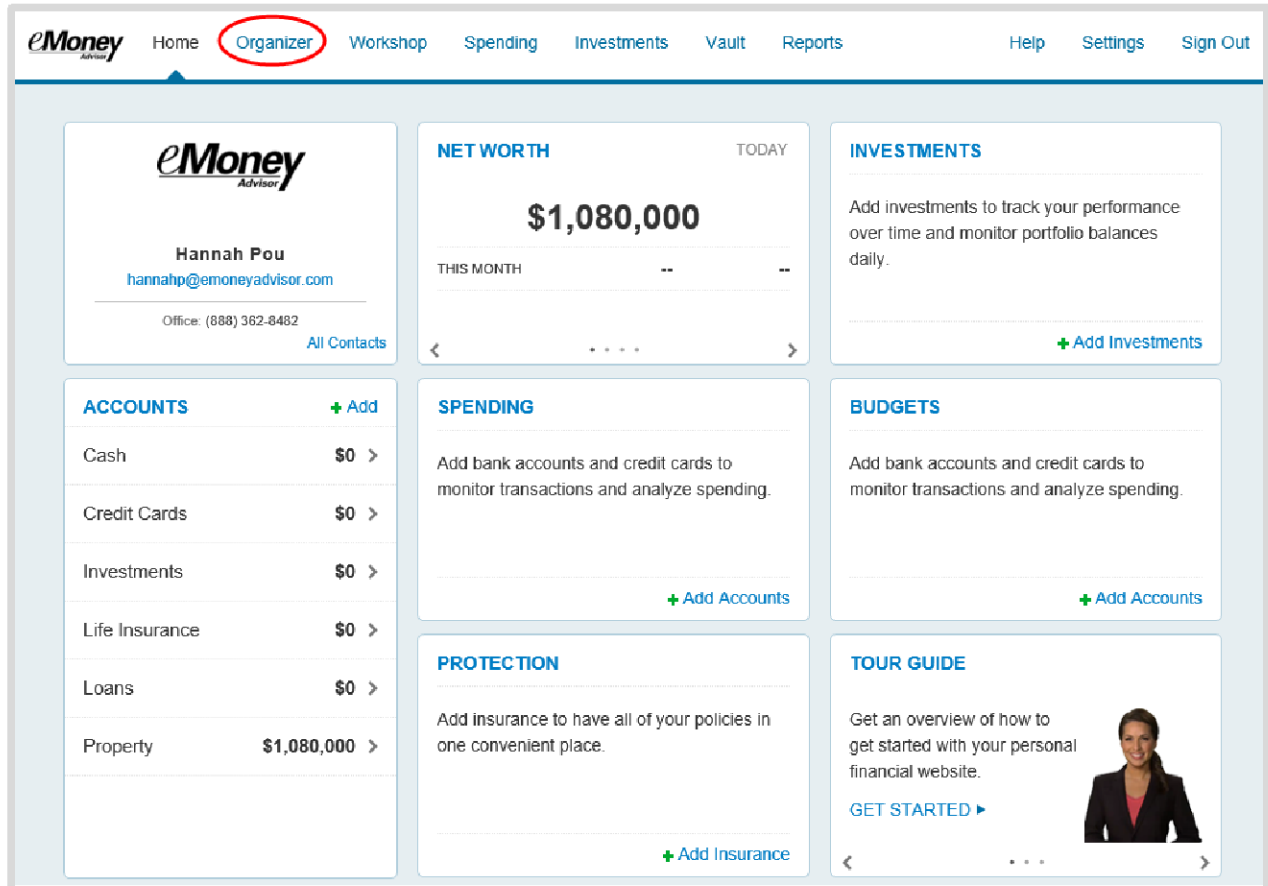 eMoney Advisor Home Organizer Workshop Spending Investments Vault Reports Help Settings Sign Out
eMoney
Advisor
Hannah Pou
hannahp@emoneyadvisor.com
Office: (888) 362-8482
All Contacts
NET WORTH TODAY
$1,080,000
THIS MONTH -- --
INVESTMENTS
Add investments to track your performance
over time and monitor portfolio balances
daily.
+ Add Investments
ACCOUNTS + Add
Cash $0
Credit Cards $0
Investments $0
Life Insurance $0
Loans $0
Property $1,080,000
SPENDING
Add bank accounts and credit cards to
monitor transactions and analyze spending.
+ Add Accounts
BUDGETS
Add bank accounts and credit cards to
monitor transactions and analyze spending.
+ Add Accounts
PROTECTION
Add insurance to have all of your policies in
one convenient place.
+ Add Insurance
TOUR GUIDE
Get an overview of how to
get started with your personal
financial website.
GET STARTED